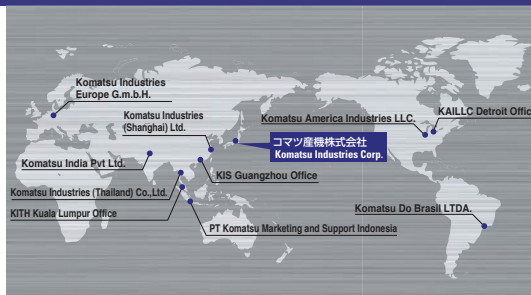 Komatsu Industries
Europe G.m.b.H.
Komatsu Industries
(Shanghai) Ltd.
Komatsu America Industries LLC.
KAILLC Detroit Offic
コマツ産機株式会社
Komatsu Industries Corp.
Komatsu India Pvt Ltd.
KIS Guangzhou Office
Komatsu Industries (Thailand) Co.,Ltd.
KITH Kuala Lumpur Office
Komatsu Do Brasil LTDA.
PT Komatsu Marketing and Support Indonesia